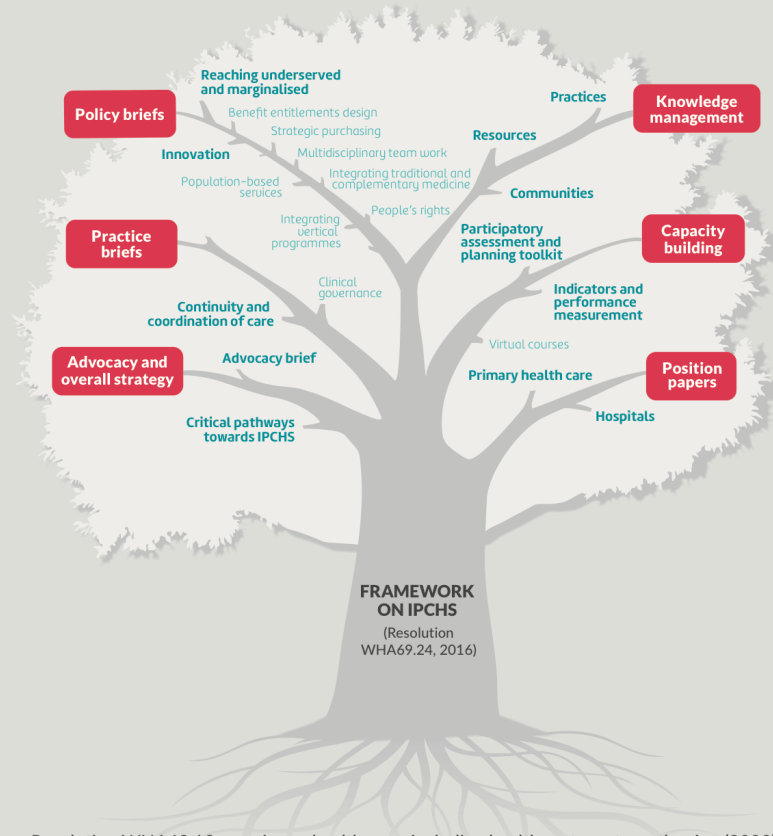 Reaching underserved
and marginalised
Policy briefs
Benefit entitlements design
Strategic purchasing
Innovation
Multidisciplinary team work
Population-based
services
Integrating traditional and
complementary medicine
People's rights
Integrating
vertical
programmes
Practices
Knowledge
management
Resources
Communities
Practice
briefs
Clinical
governance
Continuity and
coordination of care
Participatory
assessment and
planning toolkit
Capacity
building
Indicators and
performance
measurement
Virtual courses
Advocacy and
overall strategy
Advocacy brief
Critical pathways
towards IPCHS
Primary health care
Position
papers
Hospitals
FRAMEWORK
ON IPCHS
(Resolution
WHA69.24, 2016)